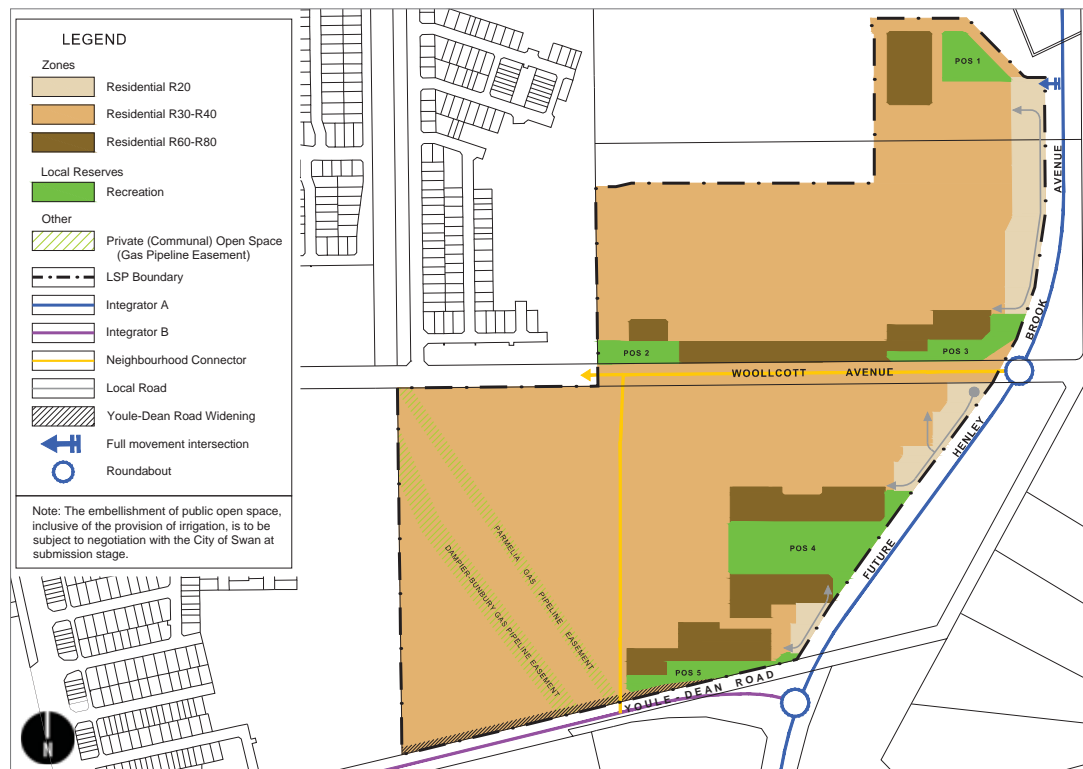 LEGEND
Zones
Residential R20
Residential R30-R40
Residential R60-R80
Local Reserves
Recreation
Other
Private (Communal) Open Space
(Gas Pipeline Easement)
LSP Boundary
Integrator A
Integrator B
Neighbourhood Connector
Local Road
Youle-Dean Road Widening
Full movement intersection
Roundabout
Note: The embellishment of public open space,
inclusive of the provision of irrigation, is to be
subject to negotiation with the City of Swan at
submission stage.
N
POS 1
AVENUE
BROOK
HENLEY
FUTURE
POS 2
POS 3
WOOLLCOTT AVENUE
POS 4
PARMELIA GAS PIPELINE EASEMENT
DAMPIER-SUNBURY GAS PIPELINE EASEMENT
POS 5
YOULE-DEAN ROAD